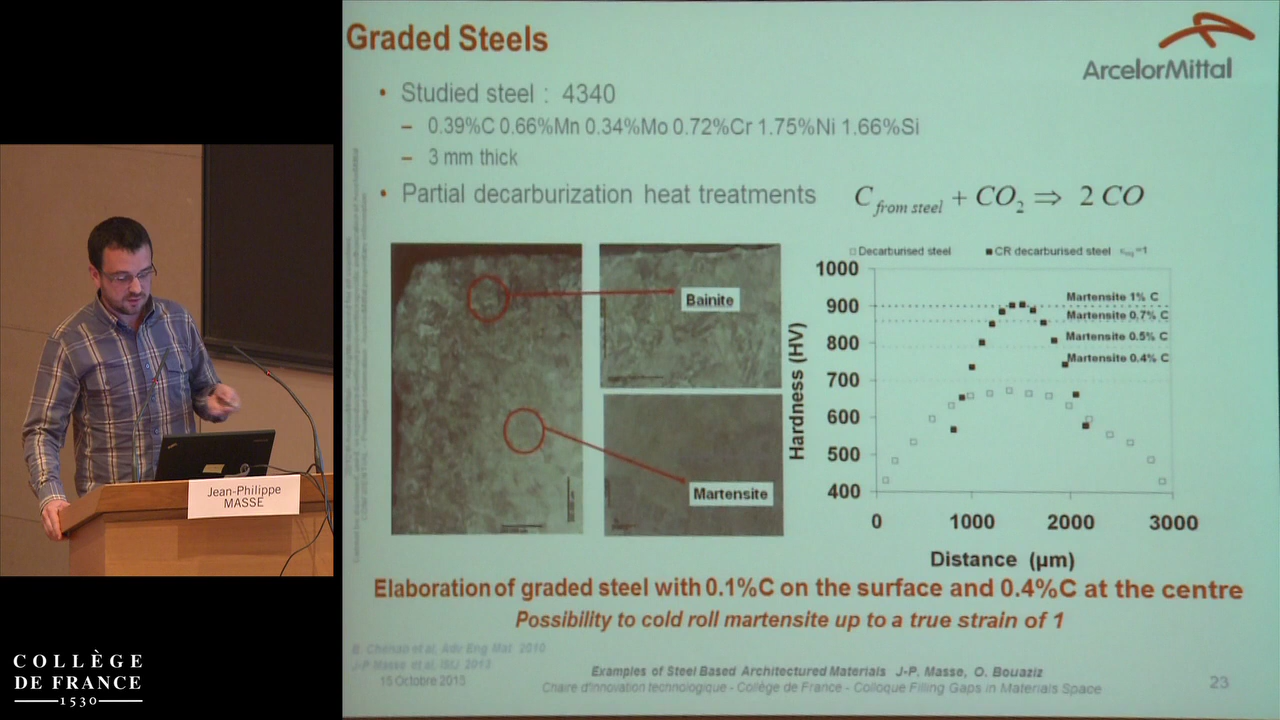 Graded Steels
ArcelorMittal
• Studied steel : 4340
– 0.39%C 0.66%Mn 0.34%Mo 0.72%Cr 1.75%Ni 1.66%Si
– 3 mm thick
• Partial decarburization heat treatments
C from steel + CO2 ⇒ 2 CO
Bainite
Martensite
Decarburised steel
CR decarburised steel
1000
900
800
700
600
500
400
Hardness (HV)
Martensite 1% C
Martensite 0.7% C
Martensite 0.5% C
Martensite 0.4% C
0 1000 2000 3000
Distance (µm)
Elaboration of graded steel with 0.1%C on the surface and 0.4%C at the centre
Possibility to cold roll martensite up to a true strain of 1
et al, Adv Eng Mat 2010
J-P Masse et al,
15 Octobre 2013
Examples of Steel Based Architectured Materials J-P. Masse, O. Bouaziz
Chaire d'innovation technologique - Collège de France - Colloque Filling Gaps in Materials Space
23
Jean-Philippe
MASSE
COLLÈGE
DE FRANCE
1530